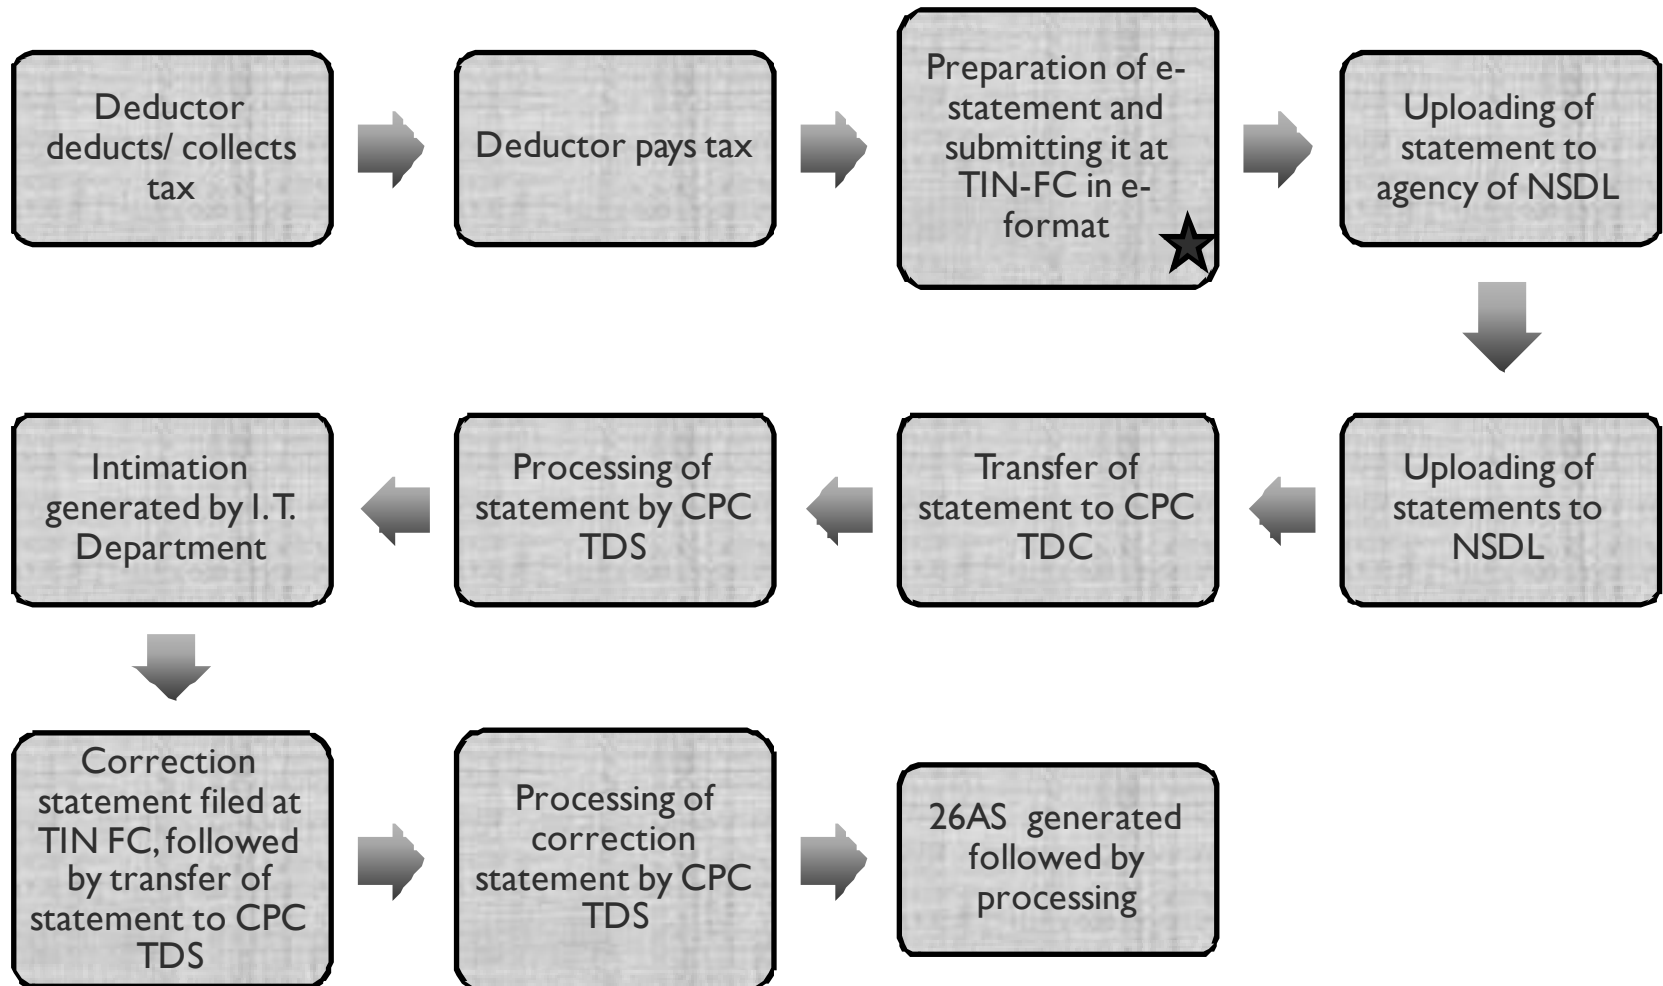 Deductor
deducts/ collects
tax
Deductor pays tax
Preparation of e-
statement and
submitting it at
TIN-FC in e-
format
Uploading of
statement to
agency of NSDL
Intimation
generated by I.T.
Department
Processing of
statement by CPC
TDS
Transfer of
statement to CPC
TDC
Uploading of
statements to
NSDL
Correction
statement filed at
TIN FC, followed
by transfer of
statement to CPC
TDS
Processing of
correction
statement by CPC
TDS
26AS generated
followed by
processing